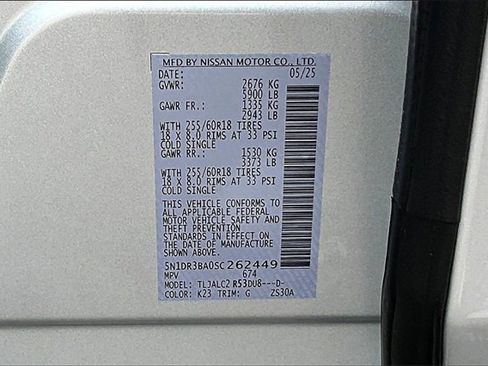 MFD BY NISSAN MOTOR CO., LTD.
DATE: 05/25
GVWR: 2676 KG
5900 LB
GAWR FR.: 1335 KG
2943 LB
WITH 255/60R18 TIRES
18 X 8.0 RIMS AT 33 PSI
COLD SINGLE
GAWR RR.: 1530 KG
3373 LB
WITH 255/60R18 TIRES
18 X 8.0 RIMS AT 33 PSI
COLD SINGLE
THIS VEHICLE CONFORMS TO
ALL APPLICABLE FEDERAL
MOTOR VEHICLE SAFETY
AND THEFT PREVENTION
STANDARDS IN EFFECT ON
THE DATE OF MANUFACTURE
SHOWN ABOVE
5N1DR3BA0SC262449
MPV 674
MODEL: TLJALC2 R53DU8---D-
COLOR: K23 TRIM: G ZS30A